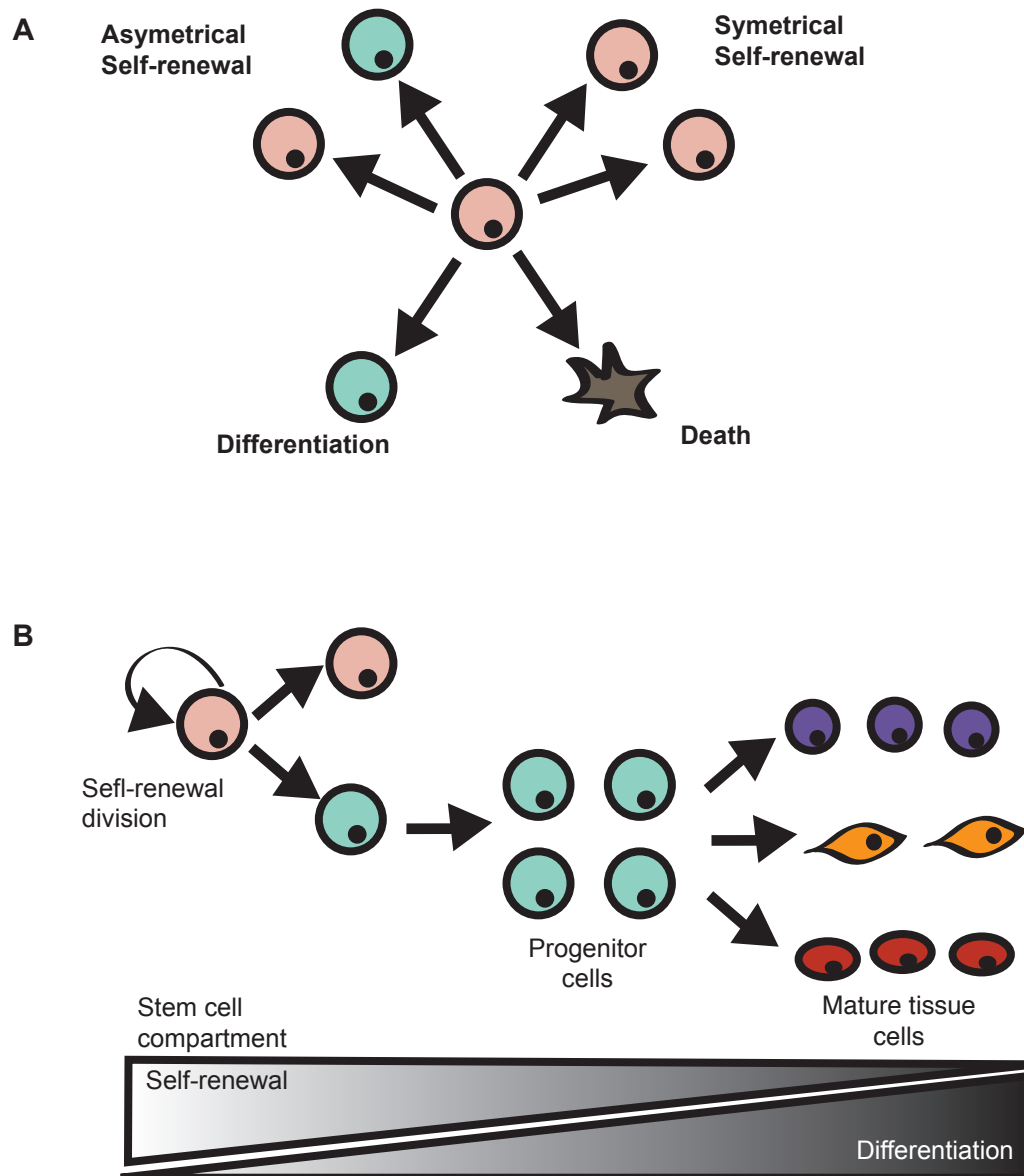 A
Asymetrical
Self-renewal
Symetrical
Self-renewal
Differentiation
Death
B
Sefl-renewal
division
Progenitor
cells
Mature tissue
cells
Stem cell
compartment
Self-renewal
Differentiation